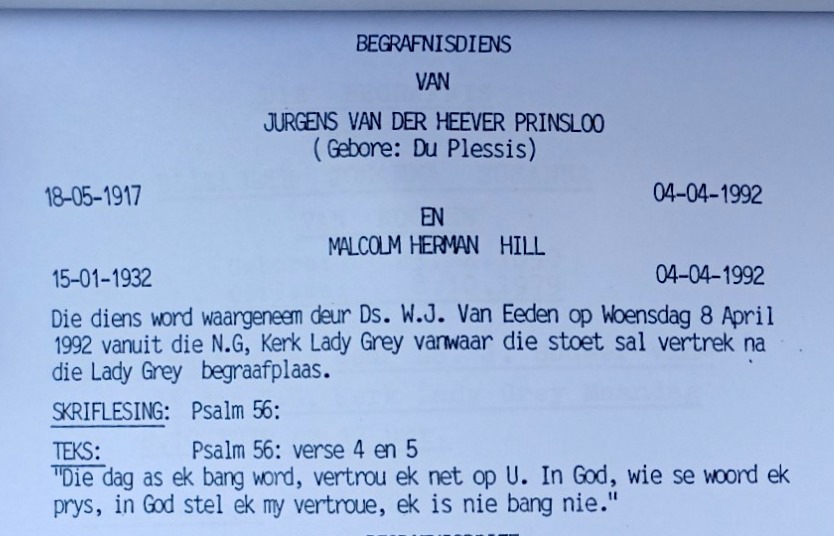 BEGRAFNISDIENS
VAN
JURGENS VAN DER HEEVER PRINSLOO
( Gebore: Du Plessis)
18-05-1917 04-04-1992
EN
MALCOLM HERMAN HILL
15-01-1932 04-04-1992
Die diens word waargeneem deur Ds. W.J. Van Eeden op Woensdag 8 April
1992 vanuit die N.G, Kerk Lady Grey vanwaar die stoet sal vertrek na
die Lady Grey begraafplaas.
SKRIFLESING: Psalm 56:
TEKS: Psalm 56: verse 4 en 5
"Die dag as ek bang word, vertrou ek net op U. In God, wie se woord ek
prys, in God stel ek my vertroue, ek is nie bang nie."